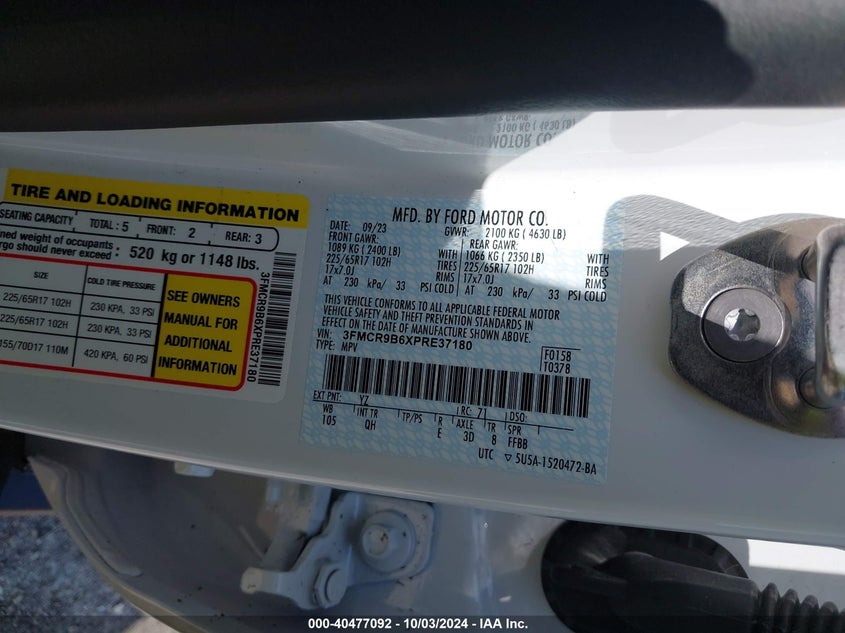 TIRE AND LOADING INFORMATION
SEATING CAPACITY TOTAL: 5 FRONT: 2 REAR: 3
ned weight of occupants
rgo should never exceed: 520 kg or 1148 lbs.
SIZE COLD TIRE PRESSURE
225/65R17 102H 230 KPA, 33 PSI
225/65R17 102H 230 KPA, 33 PSI
155/70D17 110M 420 KPA, 60 PSI
SEE OWNERS
MANUAL FOR
ADDITIONAL
INFORMATION
3FMCR9B6XPRE37180
MFD. BY FORD MOTOR CO.
DATE: 09/23 GVWR: 2100 KG ( 4630 LB)
FRONT GAWR: REAR GAWR:
1089 KG ( 2400 LB) WITH 1066 KG ( 2350 LB) WITH
225/65R17 102H TIRES 225/65R17 102H TIRES
17x7.0J RIMS 17x7.0J RIMS
AT 230 kPa/ 33 PSI COLD AT 230 kPa/ 33 PSI COLD
THIS VEHICLE CONFORMS TO ALL APPLICABLE FEDERAL MOTOR
VEHICLE SAFETY AND THEFT PREVENTION STANDARDS IN
EFFECT ON THE DATE OF MANUFACTURE SHOWN ABOVE.
VIN: 3FMCR9B6XPRE37180
TYPE: MPV
F0158
T0378
EXT PNT: YZ RC: 71 DSO:
WB INT TR TP/PS R AXLE TR SPR
105 QH E 3D 8 FFBB
UTC ▽ 5U5A-1520472-BA
000-40477092 - 10/03/2024 - IAA Inc.